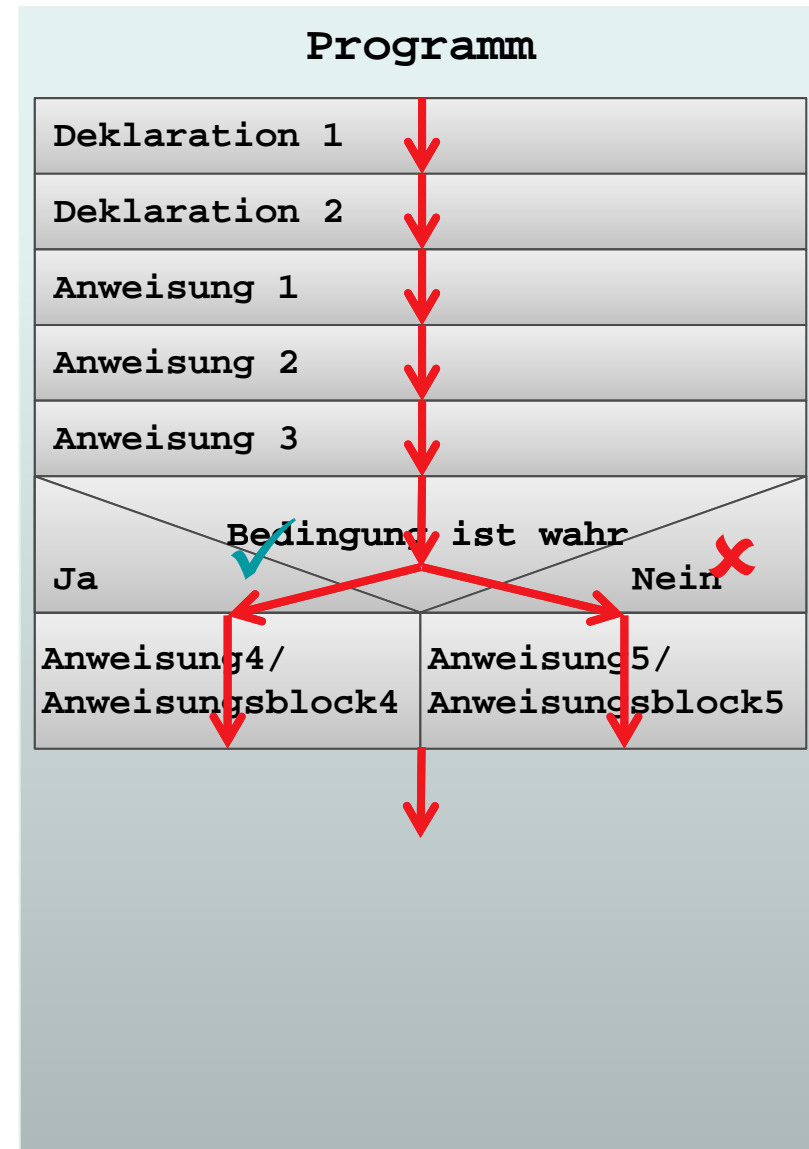 Programm
Deklaration 1
Deklaration 2
Anweisung 1
Anweisung 2
Anweisung 3
Bedingung ist wahr
Ja
Nein
Anweisung4/
Anweisungsblock4
Anweisung5/
Anweisungsblock5